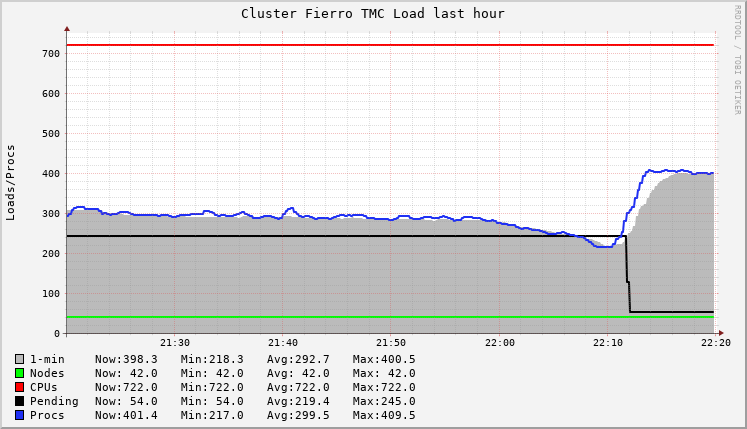 Cluster Fierro TMC Load last hour
RRDTOOL / TOBI OETIKER
Loads/Procs
700
600
500
400
300
200
100
0
21:30 21:40 21:50 22:00 22:10 22:20
1-min Now:398.3 Min:218.3 Avg:292.7 Max:400.5
Nodes Now: 42.0 Min: 42.0 Avg: 42.0 Max: 42.0
CPUs Now:722.0 Min:722.0 Avg:722.0 Max:722.0
Pending Now: 54.0 Min: 54.0 Avg:219.4 Max:245.0
Procs Now:401.4 Min:217.0 Avg:299.5 Max:409.5